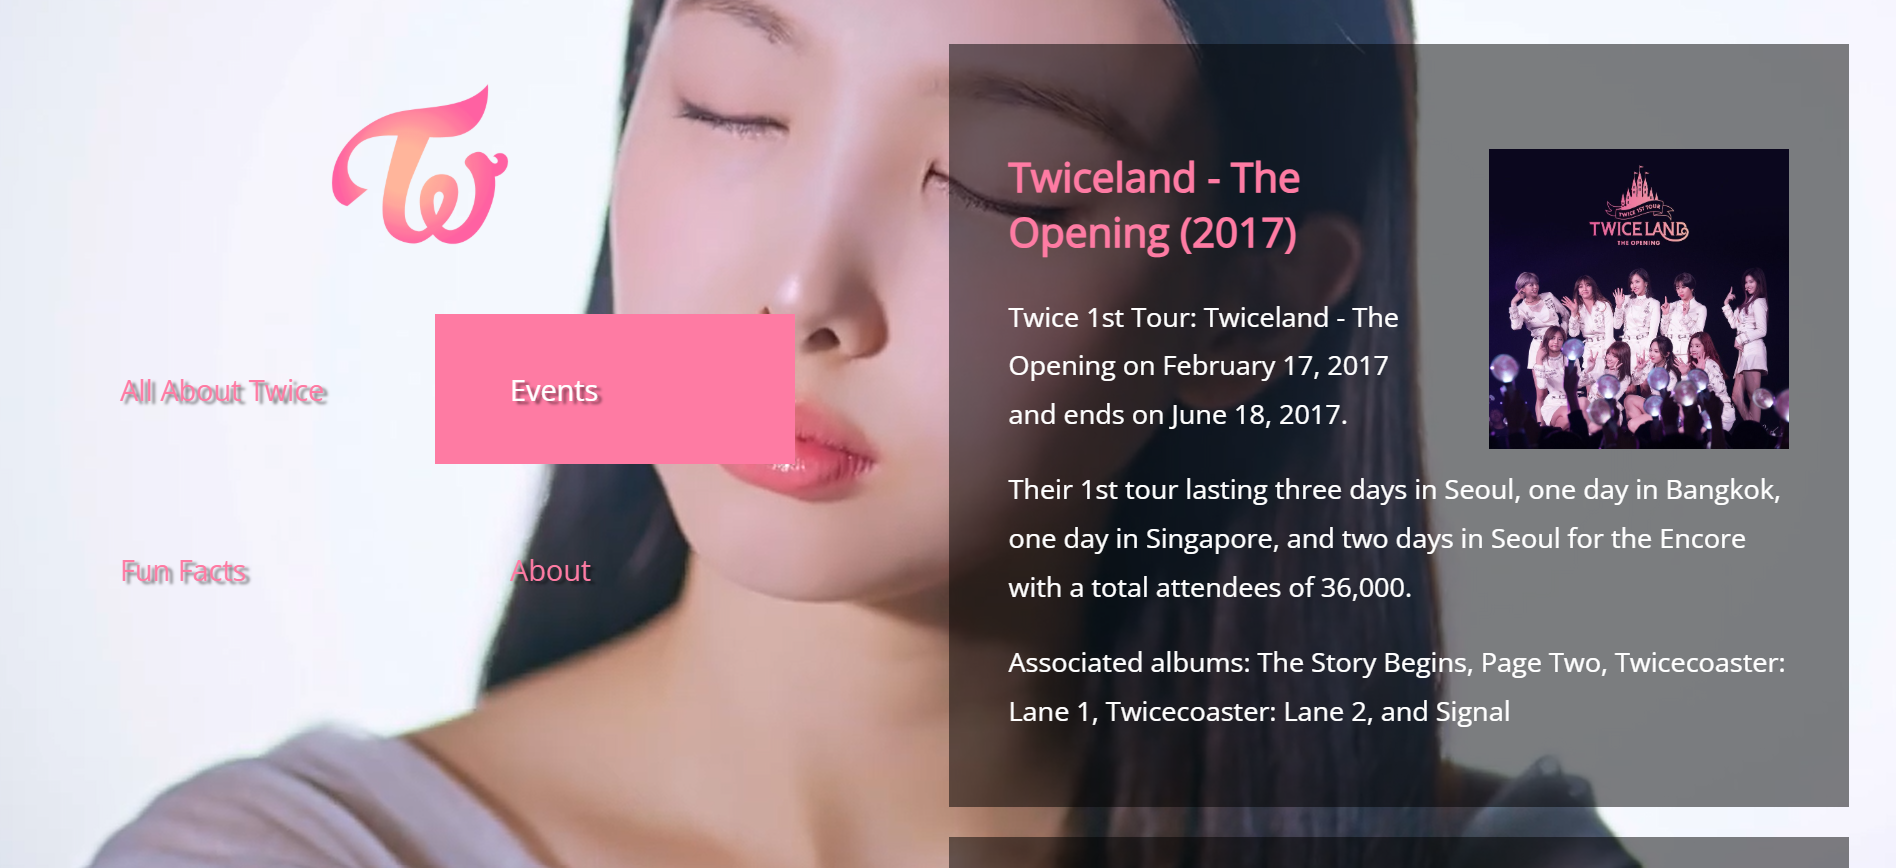 Tw
All About Twice
Events
Fun Facts
About
Twiceland - The
Opening (2017)
TWICE 1ST TOUR
TWICELAND
THE OPENING
Twice 1st Tour: Twiceland - The
Opening on February 17, 2017
and ends on June 18, 2017.
Their 1st tour lasting three days in Seoul, one day in Bangkok,
one day in Singapore, and two days in Seoul for the Encore
with a total attendees of 36,000.
Associated albums: The Story Begins, Page Two, Twicecoaster:
Lane 1, Twicecoaster: Lane 2, and Signal